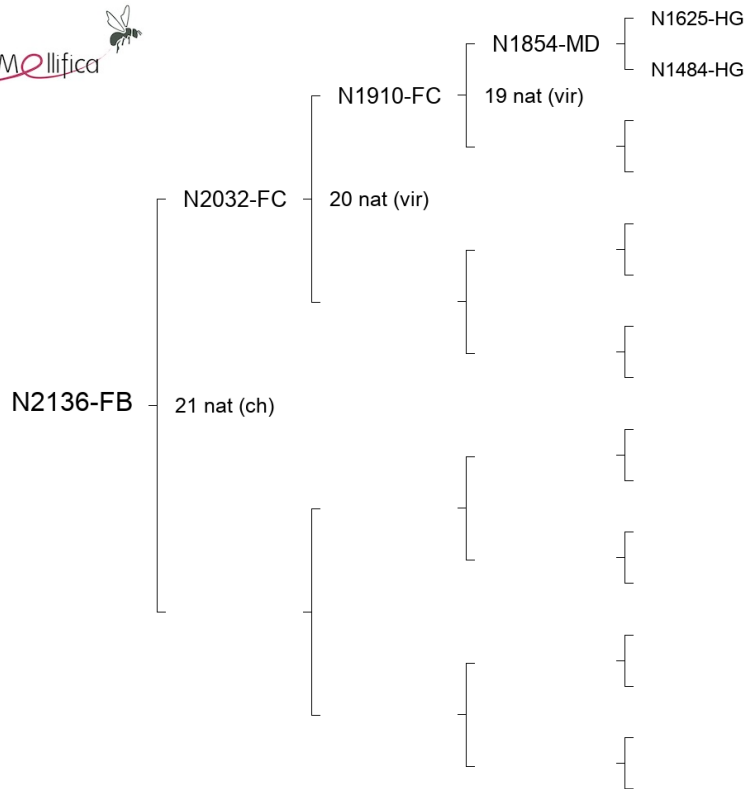 Mellifica
N1625-HG
N1854-MD
N1484-HG
N1910-FC
19 nat (vir)
N2032-FC
20 nat (vir)
N2136-FB
21 nat (ch)